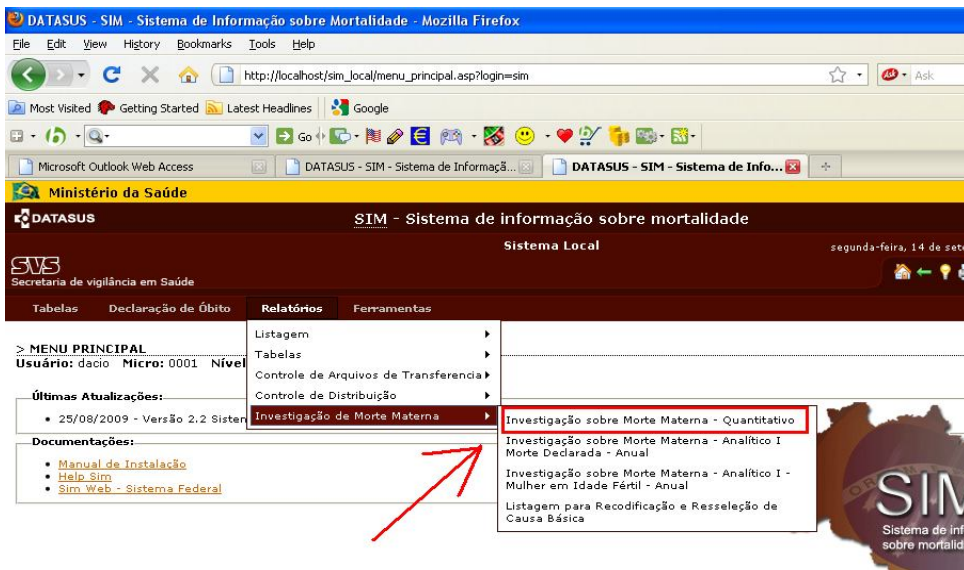 DATASUS - SIM - Sistema de Informação sobre Mortalidade - Mozilla Firefox
File Edit View History Bookmarks Tools Help
http://localhost/sim_local/menu_principal.asp?login=sim
Ask
Most Visited Getting Started Latest Headlines Google
Go
Microsoft Outlook Web Access
DATASUS - SIM - Sistema de Informaçã...
DATASUS - SIM - Sistema de Info...
Ministério da Saúde
DATASUS
SIM - Sistema de informação sobre mortalidade
Sistema Local
segunda-feira, 14 de set
SVS
Secretaria de vigilância em Saúde
Tabelas Declaração de Óbito Relatórios Ferramentas
Listagem
Tabelas
Controle de Arquivos de Transferencia
Controle de Distribuição
Investigação de Morte Materna
Investigação sobre Morte Materna - Quantitativo
Investigação sobre Morte Materna - Analítico I
Morte Declarada - Anual
Investigação sobre Morte Materna - Analítico I -
Mulher em Idade Fértil - Anual
Listagem para Recodificação e Resseleção de
Causa Básica
> MENU PRINCIPAL
Usuário: dacio Micro: 0001 Nível
Últimas Atualizações:
25/08/2009 - Versão 2.2 Sistem
Documentações:
Manual de Instalação
Help Sim
Sim Web - Sistema Federal
SIM
Sistema de inf
sobre mortalid